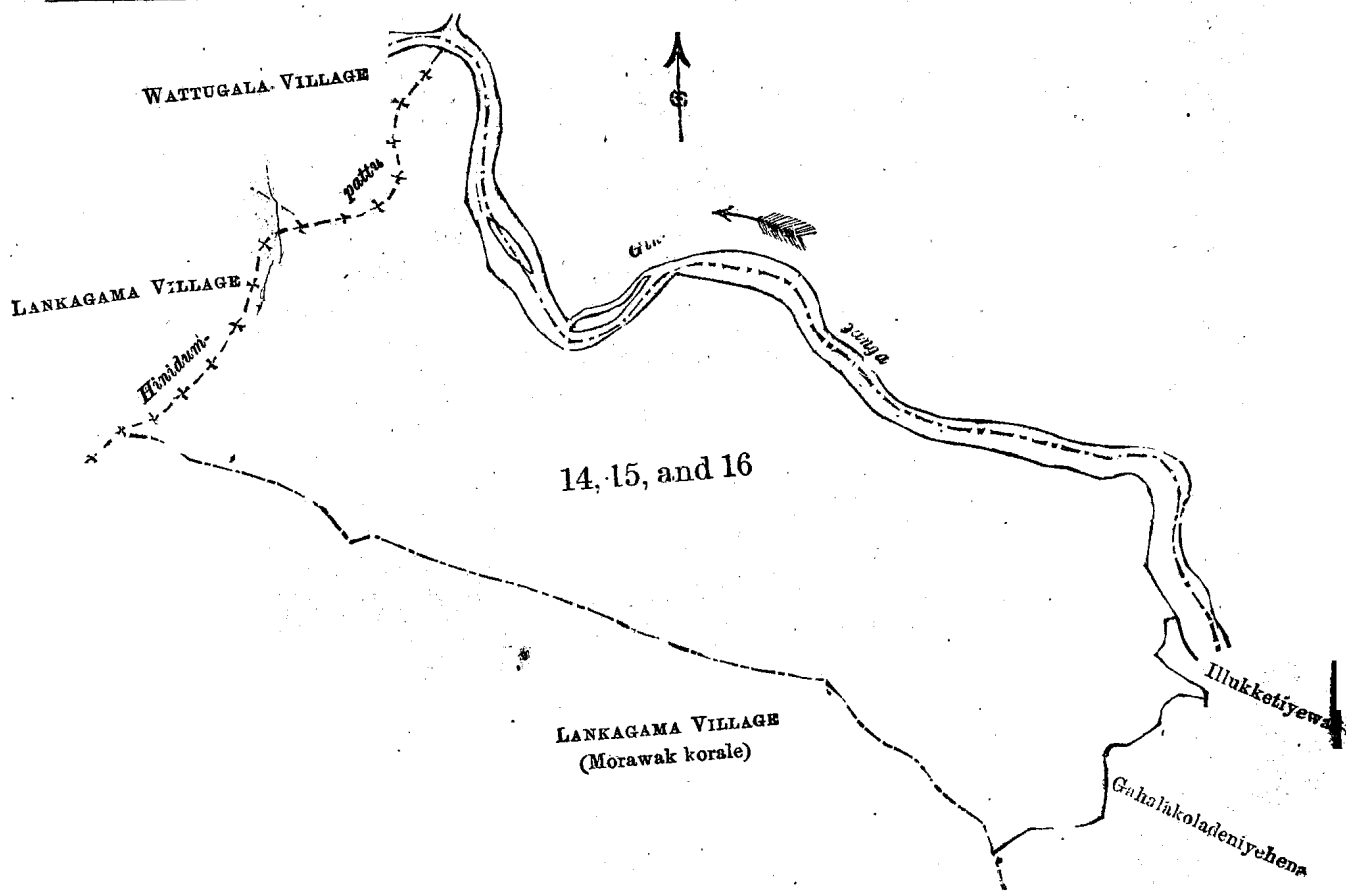 WATTUGALA VILLAGE
pattu
Gin
LANKAGAMA VILLAGE
ganga
Hinidum-
14, 15, and 16
Illukketiyewa
LANKAGAMA VILLAGE
(Morawak korale)
Gahalakoladeniyehena